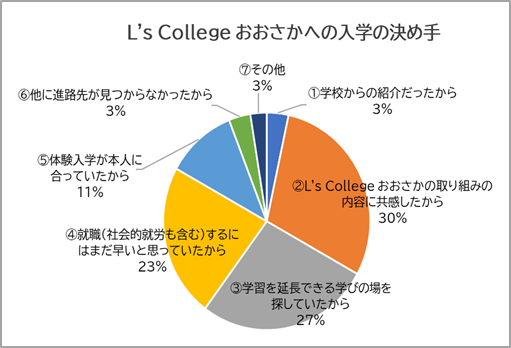 L’s College おおさかへの入学の決め手
⑦その他
3%
①学校からの紹介だったから
3%
⑥他に進路先が見つからなかったから
3%
⑤体験入学が本人に
合っていたから
11%
②L’s College おおさかの取り組みの
内容に共感したから
30%
④就職(社会的就労も含む)するに
はまだ早いと思っていたから
23%
③学習を延長できる学びの場を
探していたから
27%